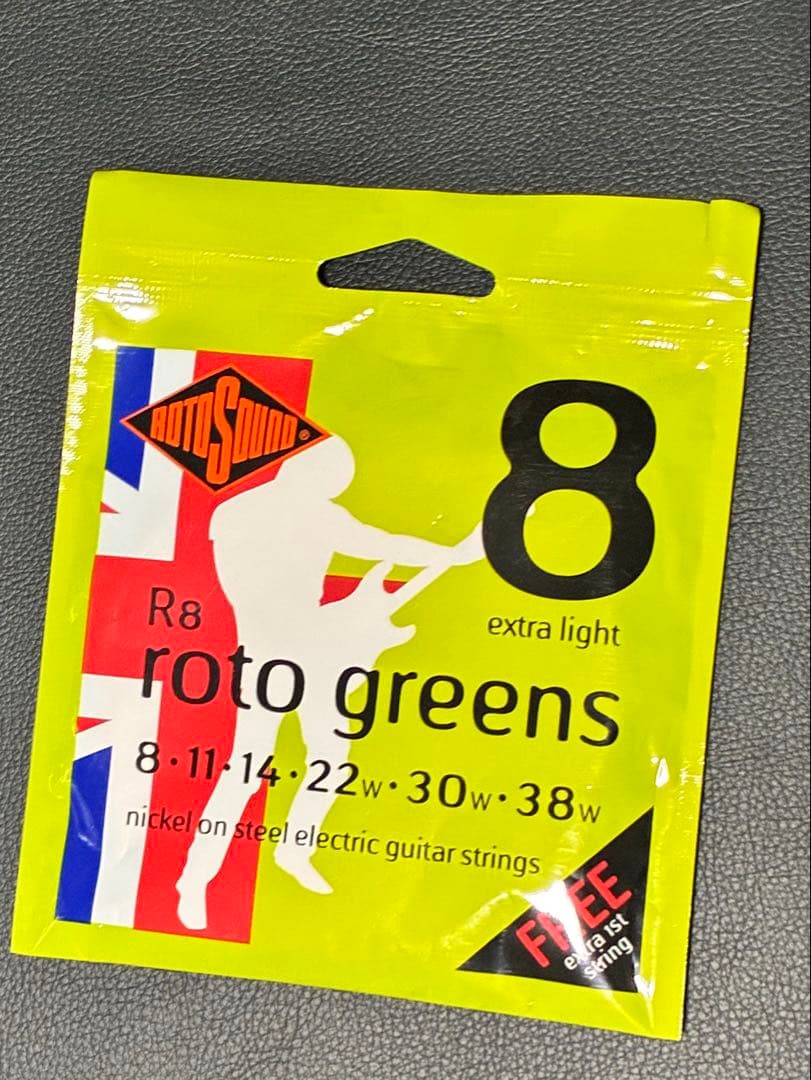 ROTOSOUND®
8
extra light
R8
roto greens
8·11·14·22w·30w·38w
nickel on steel electric guitar strings
FREE
extra 1st
string